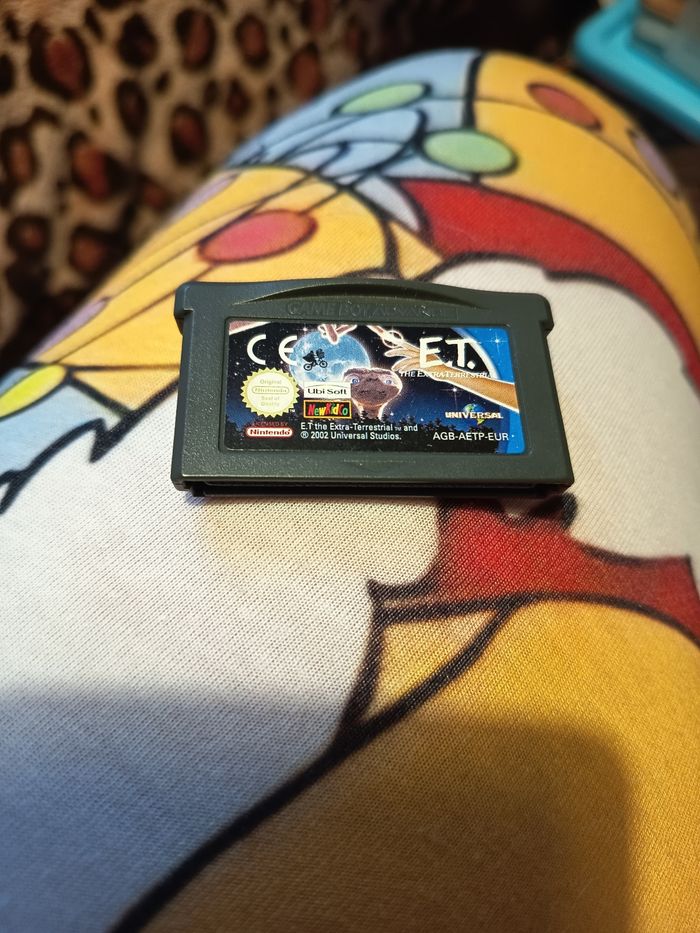 GAME BOY ADVANCE
CE
E.T.
THE EXTRA-TERRESTRIAL
Original
Nintendo
Seal of
Quality
Ubi Soft
NewKidCo
UNIVERSAL
LICENSED BY
Nintendo
E.T the Extra-Terrestrial ™ and
® 2002 Universal Studios.
AGB-AETP-EUR